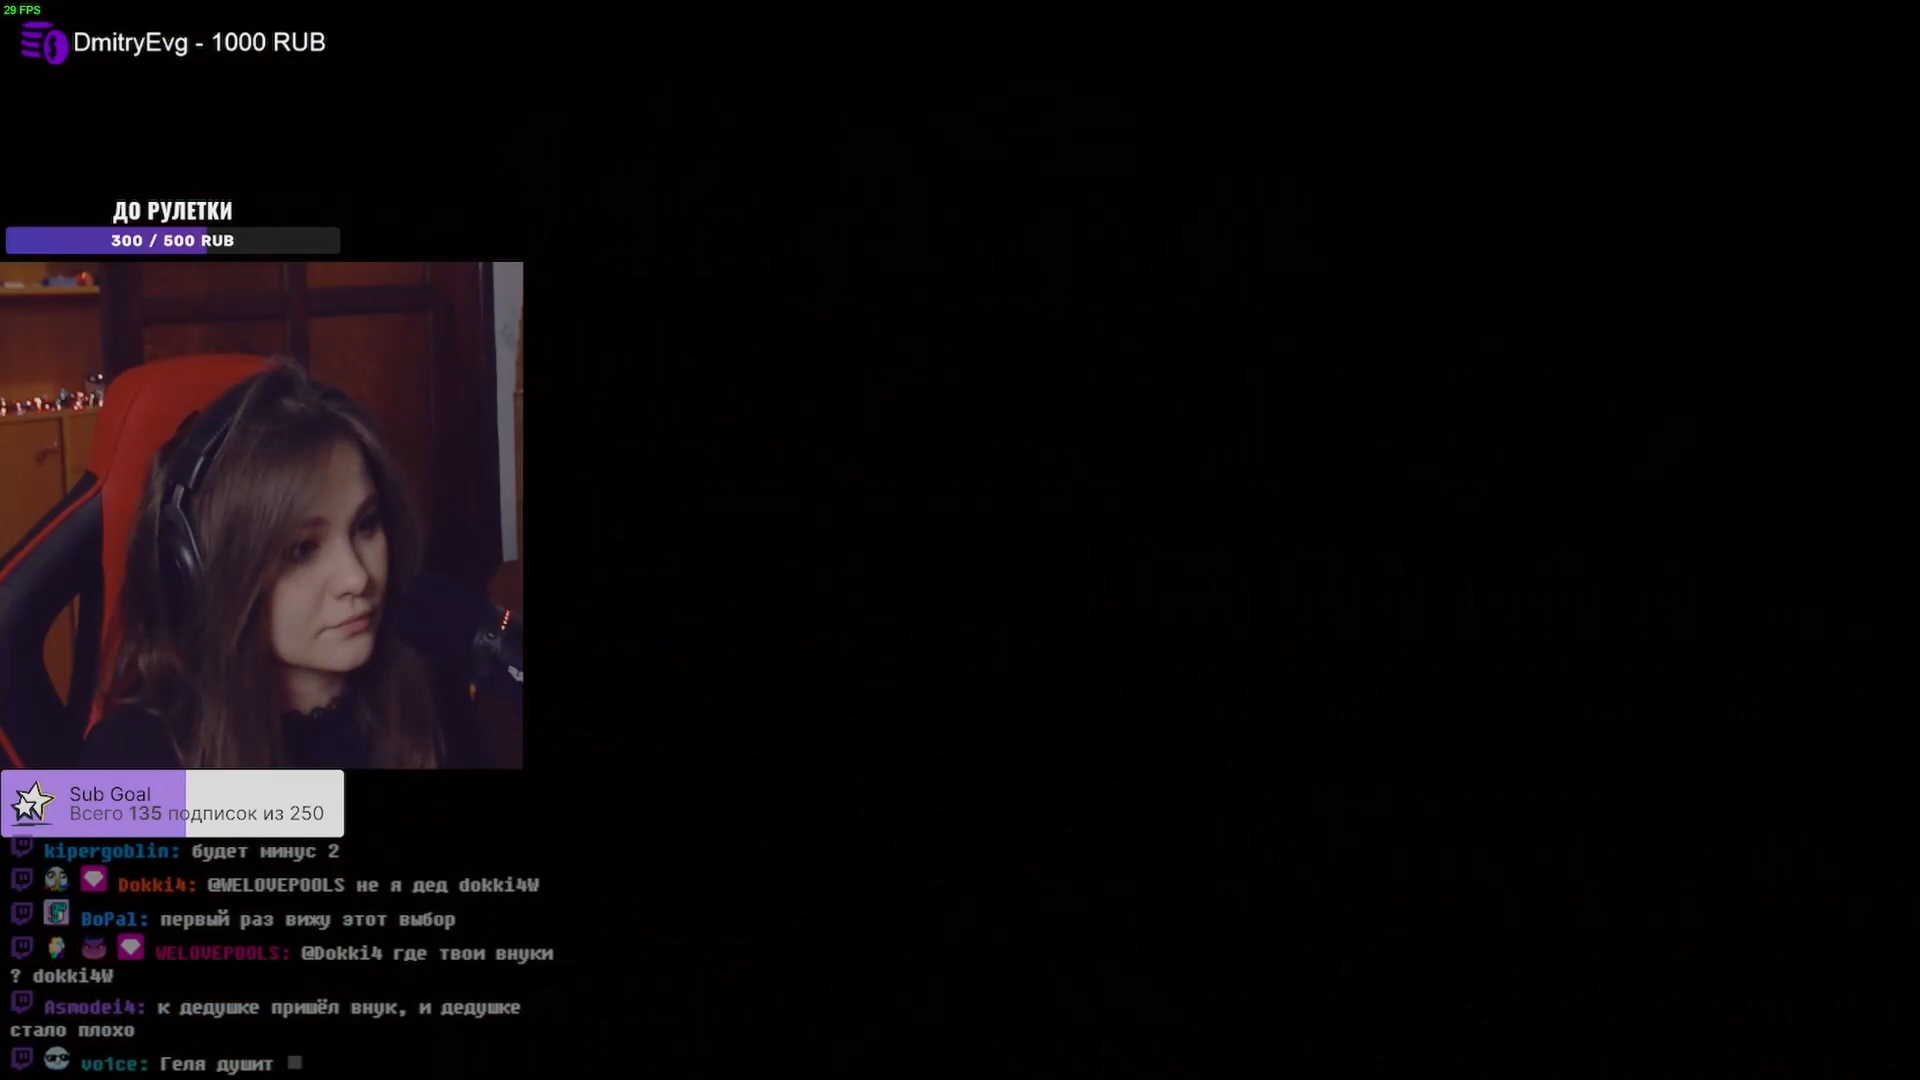 29 FPS
DmitryEvg - 1000 RUB
ДО РУЛЕТКИ
300 / 500 RUB
Sub Goal
Всего 135 подписок из 250
kipergoblin: будет минус 2
Dokki4: @WELOVEPOOLS не я дед dokki4W
BoPal: первый раз вижу этот выбор
WELOVEPOOLS: @Dokki4 где твои внуки
? dokki4W
Asmodei4: к дедушке пришёл внук, и дедушке
стало плохо
vo1ce: Геля душит